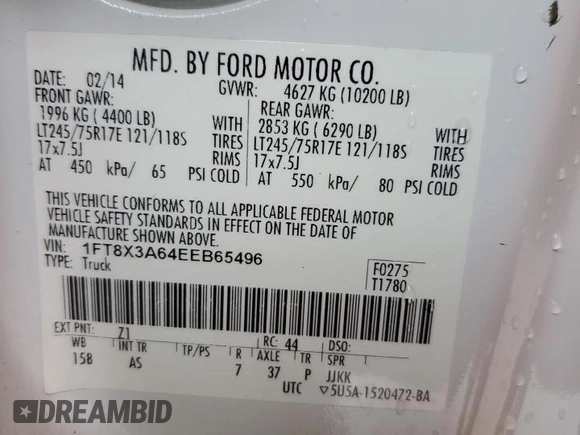 MFD. BY FORD MOTOR CO.
DATE: 02/14 GVWR: 4627 KG (10200 LB)
FRONT GAWR: REAR GAWR:
1996 KG ( 4400 LB) WITH 2853 KG ( 6290 LB) WITH
LT245/75R17E 121/118S TIRES LT245/75R17E 121/118S TIRES
17x7.5J RIMS 17x7.5J RIMS
AT 450 kPa/ 65 PSI COLD AT 550 kPa/ 80 PSI COLD
THIS VEHICLE CONFORMS TO ALL APPLICABLE FEDERAL MOTOR
VEHICLE SAFETY STANDARDS IN EFFECT ON THE DATE OF
MANUFACTURE SHOWN ABOVE.
VIN: 1FT8X3A64EEB65496 F0275
TYPE: Truck T1780
EXT PNT: Z1 RC: 44 DSO:
WB INT TR TP/PS R AXLE TR SPR
158 AS 7 37 P JJKK
UTC ▽5U5A-1520472-BA
DREAMBID